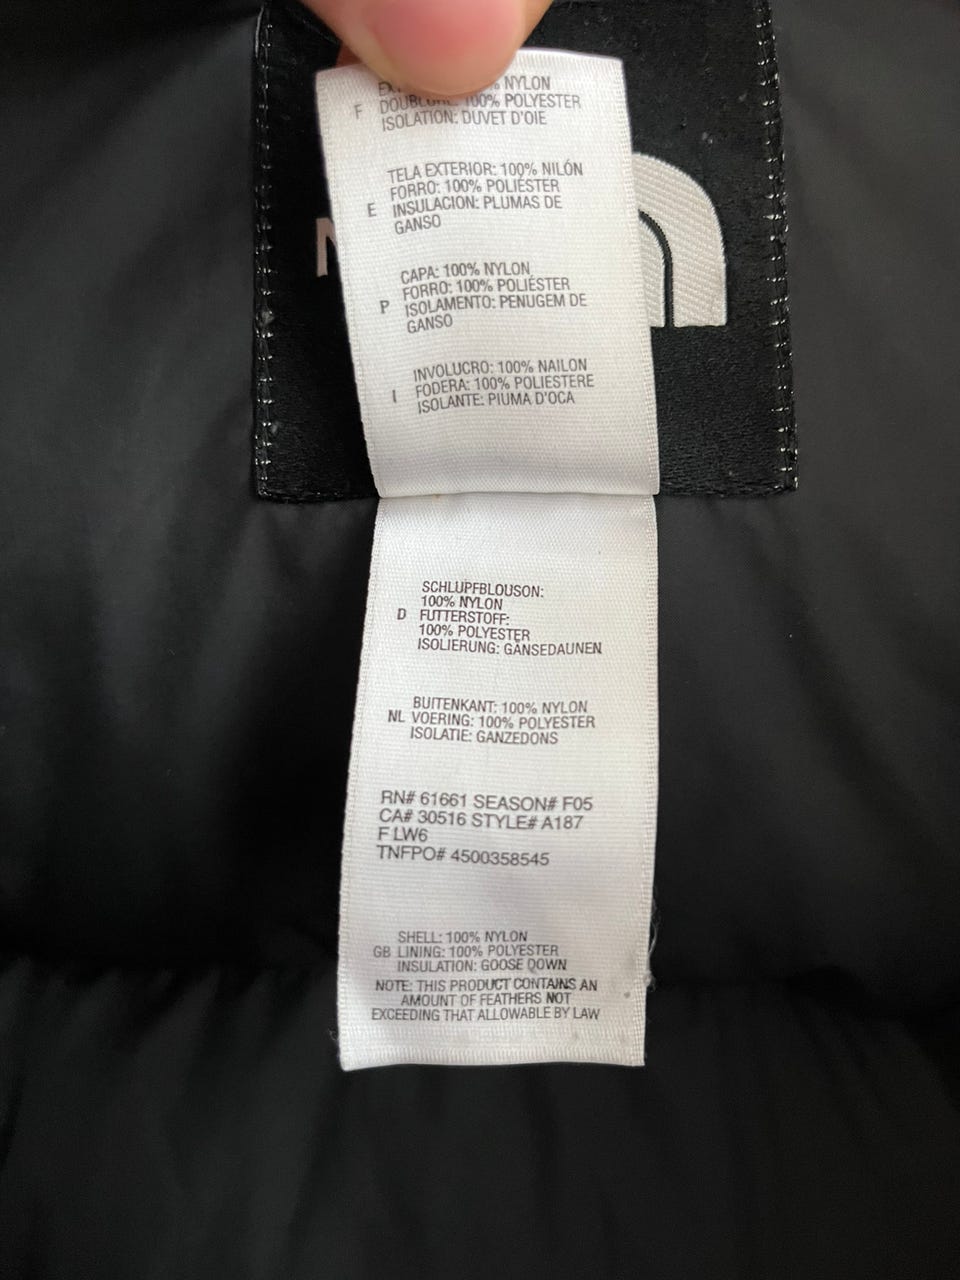 % NYLON
F DOUBLURE: 100% POLYESTER
ISOLATION: DUVET D'OIE
TELA EXTERIOR: 100% NILÓN
FORRO: 100% POLIÉSTER
E INSULACION: PLUMAS DE
GANSO
CAPA: 100% NYLON
FORRO: 100% POLIÉSTER
P ISOLAMENTO: PENUGEM DE
GANSO
INVOLUCRO: 100% NAILON
I FODERA: 100% POLIESTERE
ISOLANTE: PIUMA D'OCA
SCHLUPFBLOUSON:
100% NYLON
D FUTTERSTOFF:
100% POLYESTER
ISOLIERUNG: GÄNSEDAUNEN
BUITENKANT: 100% NYLON
NL VOERING: 100% POLYESTER
ISOLATIE: GANZEDONS
RN# 61661 SEASON# F05
CA# 30516 STYLE# A187
F LW6
TNFPO# 4500358545
SHELL: 100% NYLON
GB LINING: 100% POLYESTER
INSULATION: GOOSE DOWN
NOTE: THIS PRODUCT CONTAINS AN
AMOUNT OF FEATHERS NOT
EXCEEDING THAT ALLOWABLE BY LAW